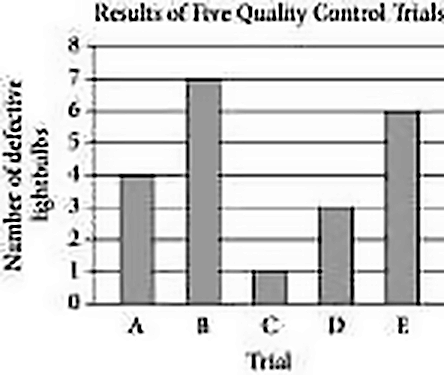 Results of Five Quality Control Trials
Number of defective
lightbulbs
8
7
6
5
4
3
2
1
0
A B C D E
Trial